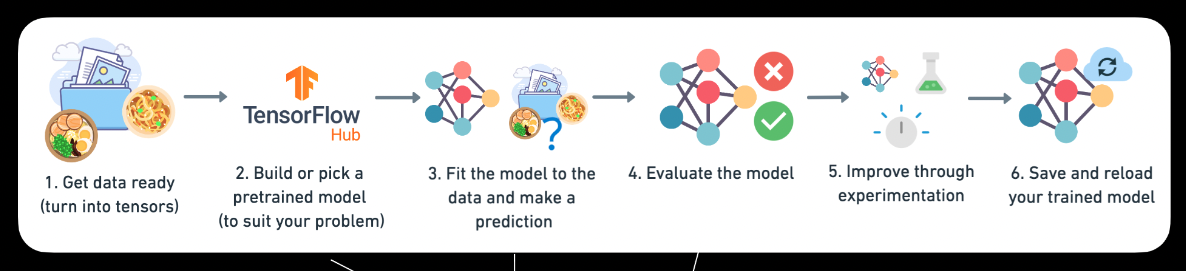 TensorFlow
Hub
?
1. Get data ready
(turn into tensors)
2. Build or pick a
pretrained model
(to suit your problem)
3. Fit the model to the
data and make a
prediction
4. Evaluate the model
5. Improve through
experimentation
6. Save and reload
your trained model